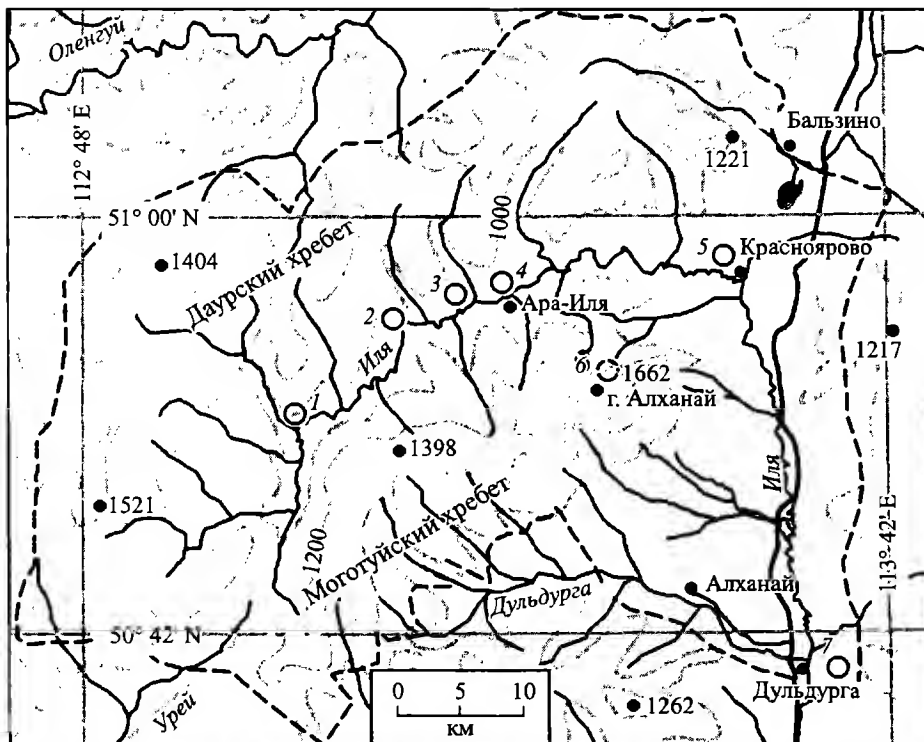 Оленгуй
112° 48' E
Бальзино
1221
51° 00' N
1000
5
Красноярово
1404
Даурский хребет
3
4
2
Ара-Иля
Иля
6
1662
1217
г. Алханай
1
1398
Иля
1521
Моготуйский хребет
1200
113° 42' E
Алханай
Дульдурга
50° 42' N
7
Дульдурга
Урей
0 5 10
км
1262